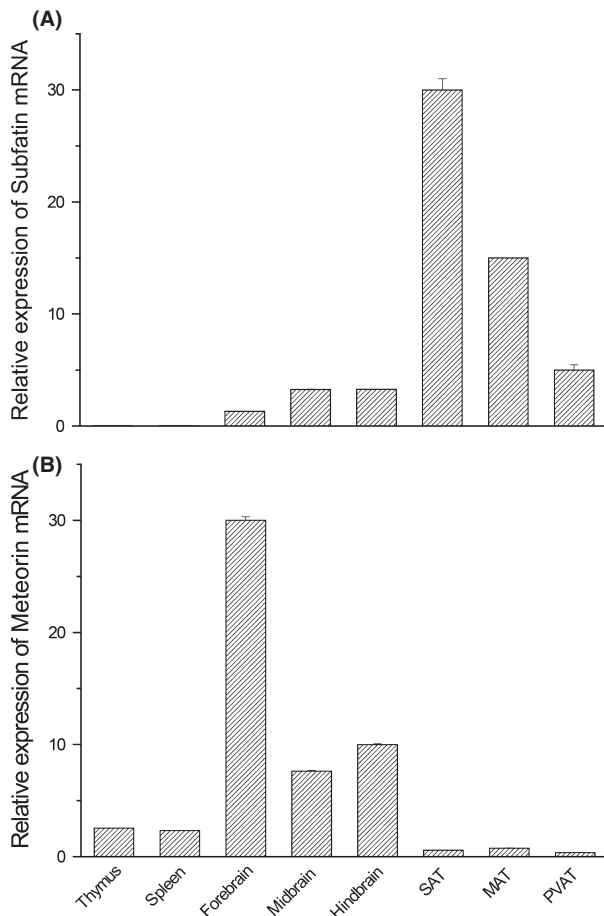 (A)
Relative expression of Subfatin mRNA
30
20
10
0
(B)
Relative expression of Meteorin mRNA
30
20
10
0
Thymus
Spleen
Forebrain
Midbrain
Hindbrain
SAT
MAT
PVAT